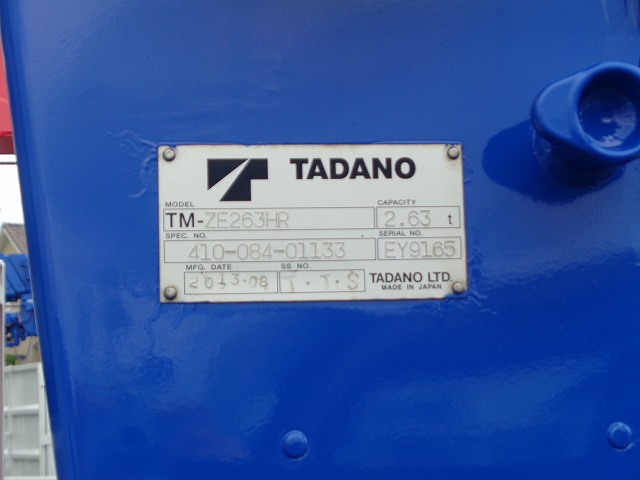 TADANO
MODEL CAPACITY
TM-ZE263HR 2.63 t
SPEC. NO. SERIAL NO.
410-084-01133 EY9165
MFG. DATE SS NO.
2013.08 T.T.S TADANO LTD.
MADE IN JAPAN